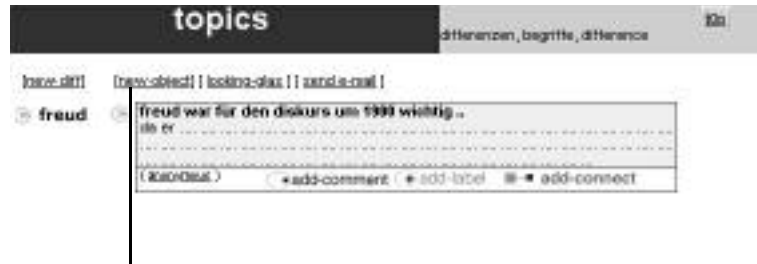 topics
differenzen, begriffe, difference
[new-diff] [new-object] [ looking-glas ] [ send e-mail ]
freud
freud war für den diskurs um 1900 wichtig ..
da er
add-comment add-label add-connect